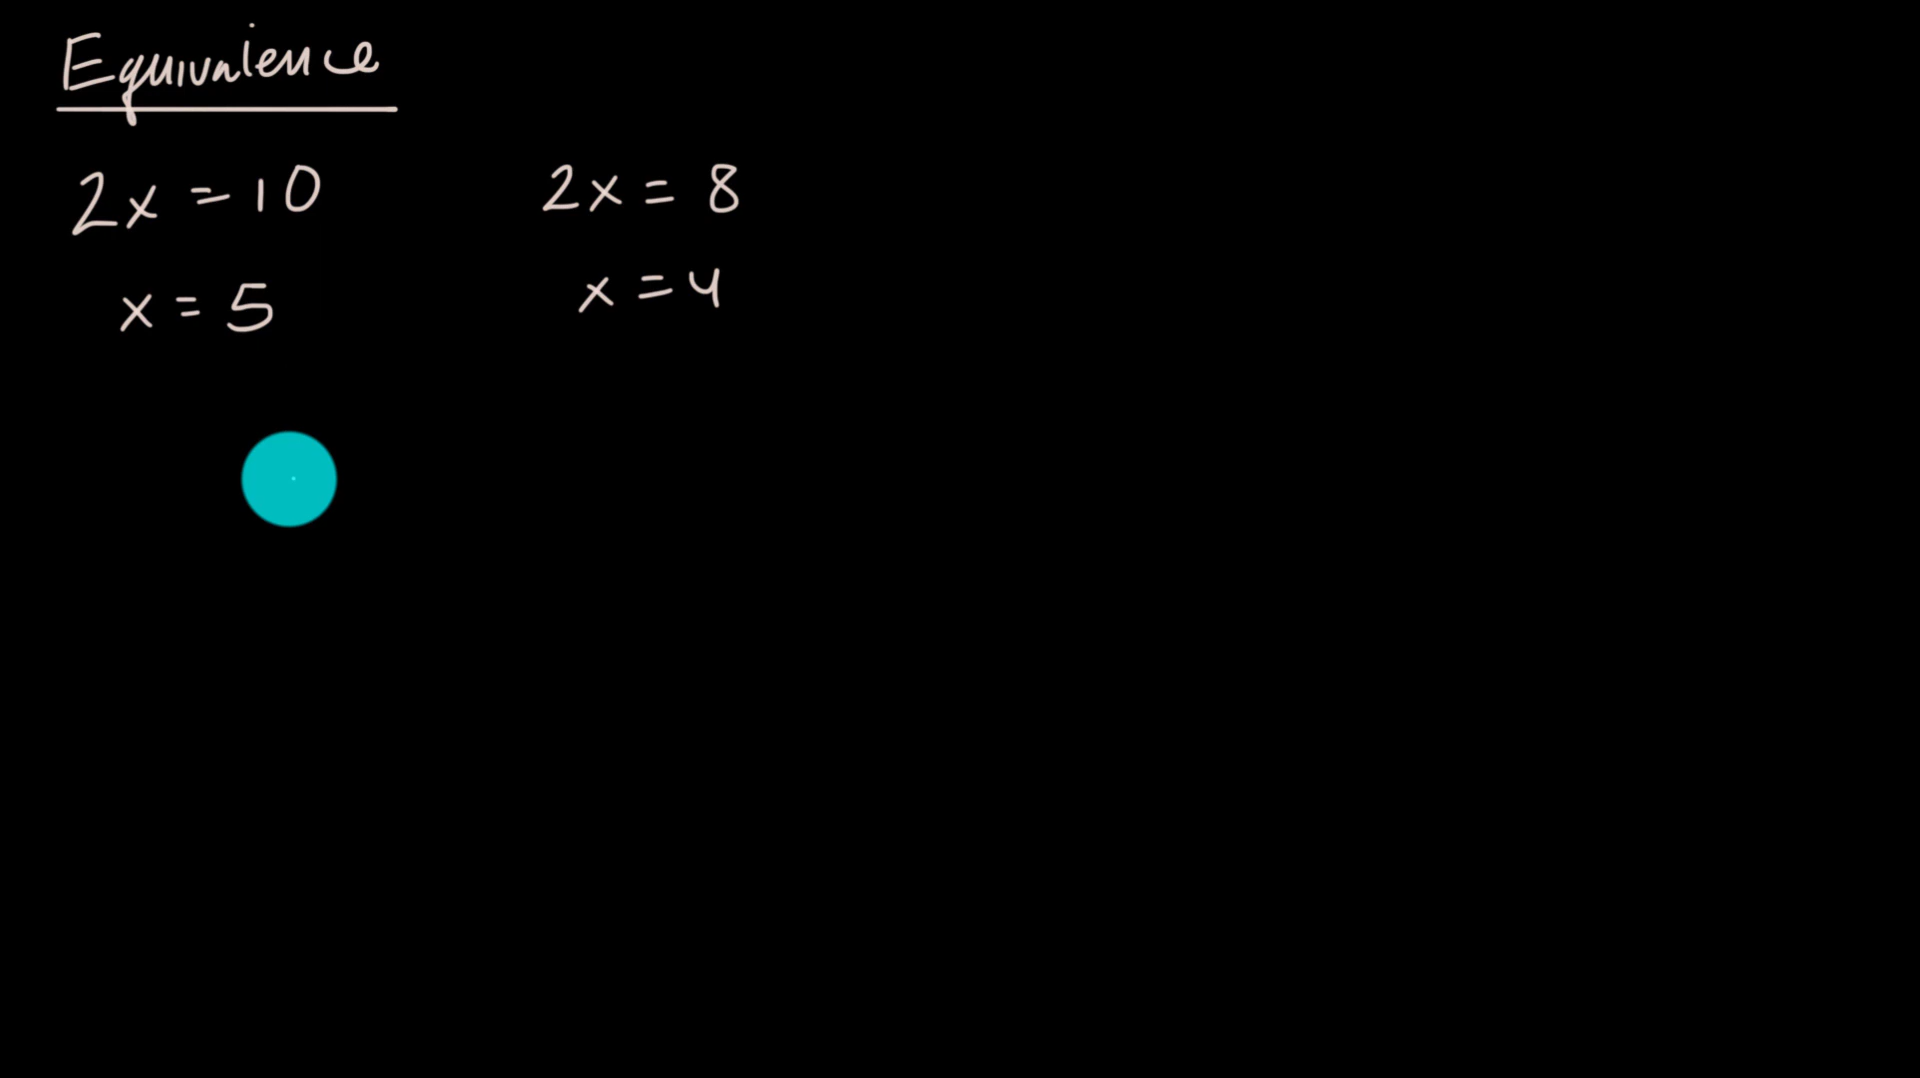 Equivalence
2x = 10
x = 5
2x = 8
x = 4